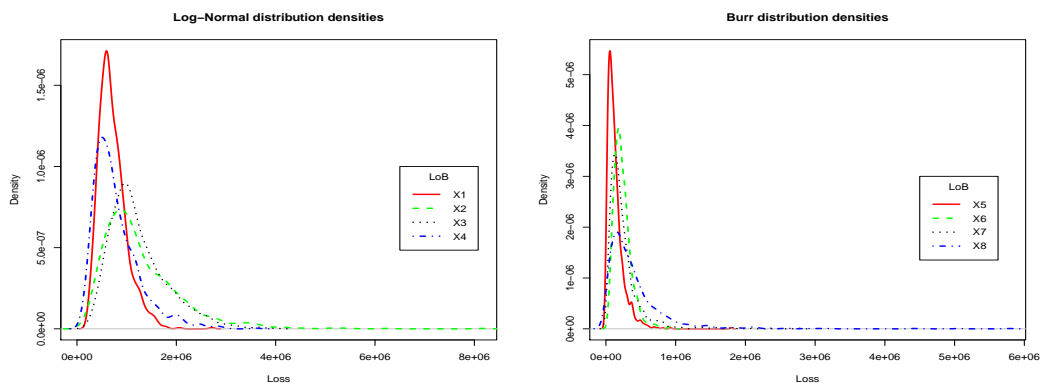 Log−Normal distribution densities
Density
0.0e+00
5.0e−07
1.0e−06
1.5e−06
LoB
X1
X2
X3
X4
0e+00 2e+06 4e+06 6e+06 8e+06
Loss
Burr distribution densities
Density
0e+00
1e−06
2e−06
3e−06
4e−06
5e−06
LoB
X5
X6
X7
X8
0e+00 1e+06 2e+06 3e+06 4e+06 5e+06 6e+06
Loss